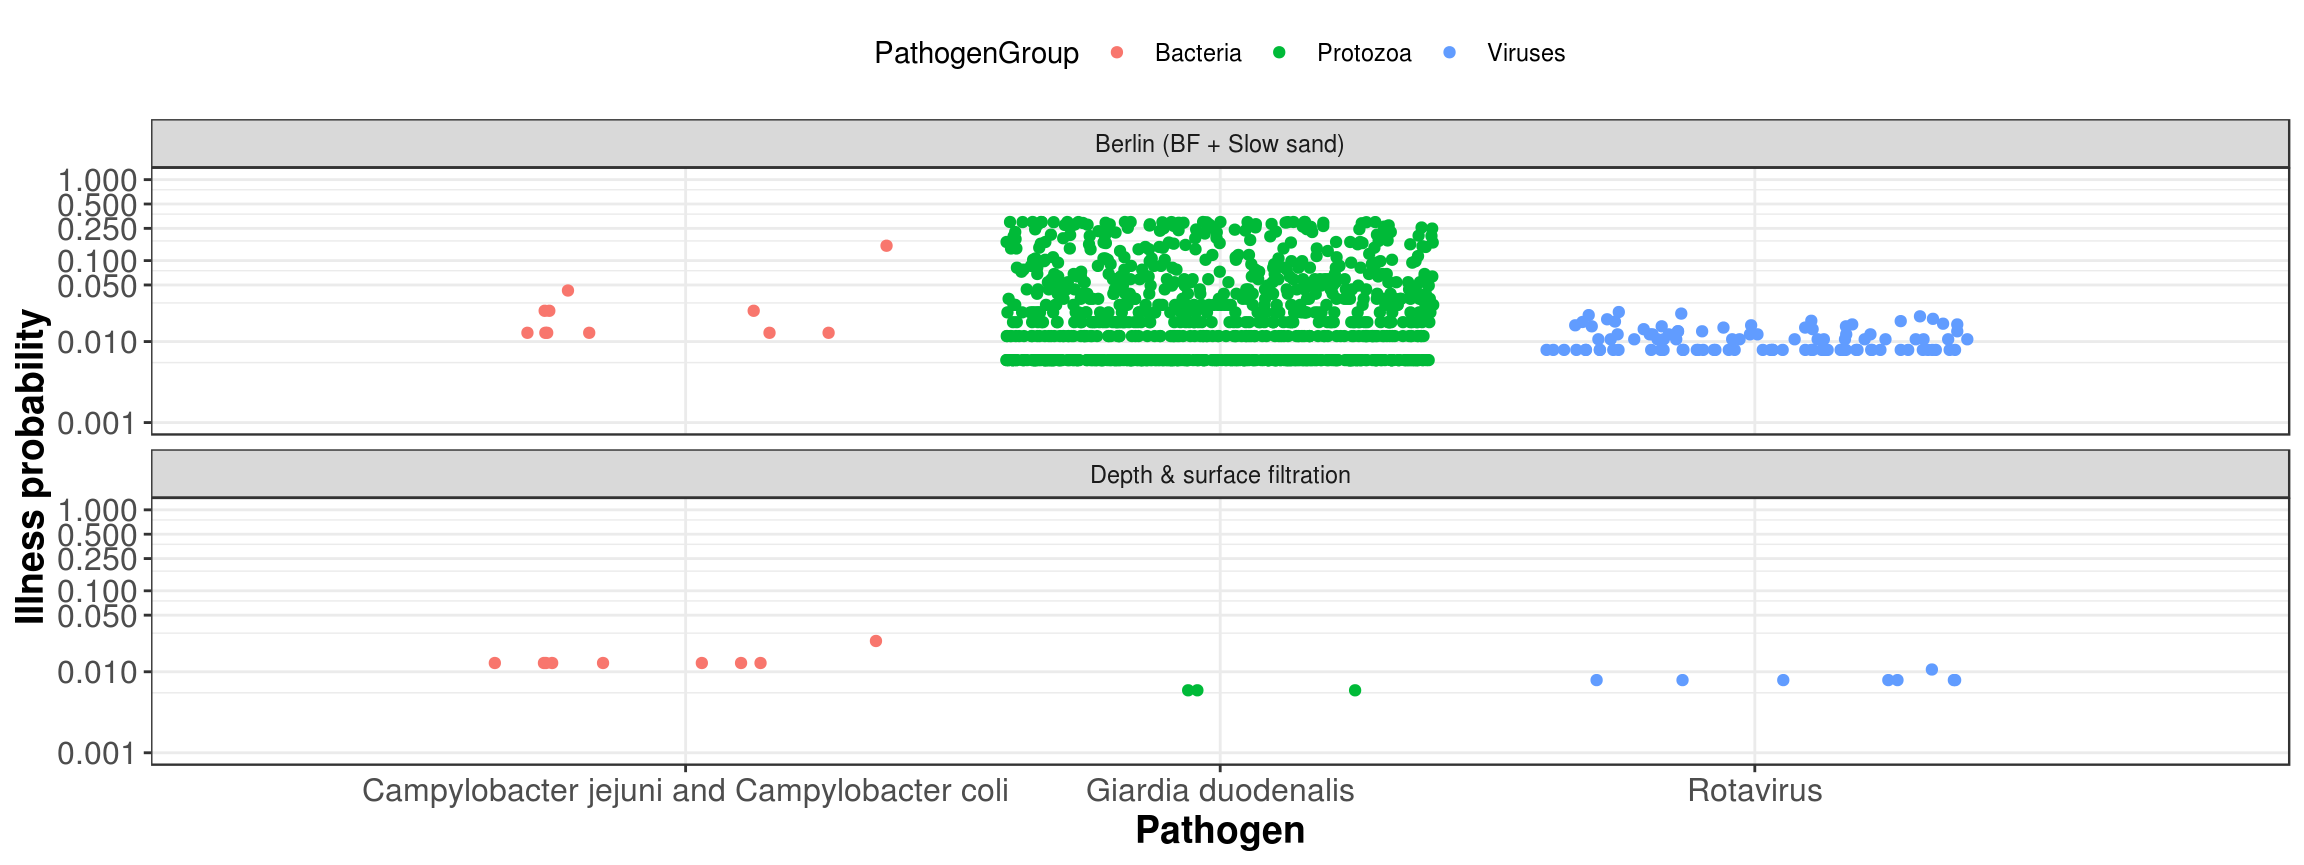 PathogenGroup Bacteria Protozoa Viruses
Berlin (BF + Slow sand)
1.000
0.500
0.250
0.100
0.050
0.010
0.001
Depth & surface filtration
1.000
0.500
0.250
0.100
0.050
0.010
0.001
Illness probability
Campylobacter jejuni and Campylobacter coli Giardia duodenalis Rotavirus
Pathogen